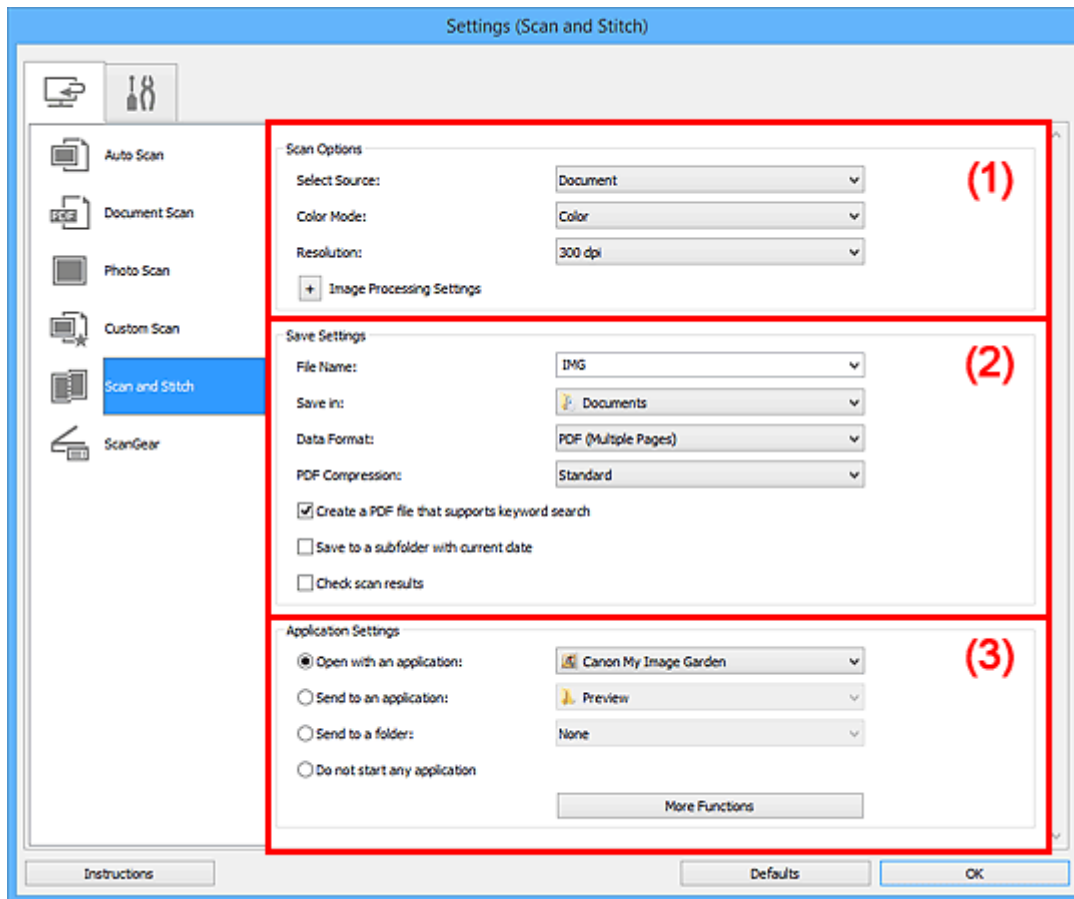 Settings (Scan and Stitch)
Auto Scan
Document Scan
Photo Scan
Custom Scan
Scan and Stitch
ScanGear
PDF
(1)
Scan Options
Select Source: Document
Color Mode: Color
Resolution: 300 dpi
+ Image Processing Settings
(2)
Save Settings
File Name: IMG
Save in: Documents
Data Format: PDF (Multiple Pages)
PDF Compression: Standard
Create a PDF file that supports keyword search
Save to a subfolder with current date
Check scan results
(3)
Application Settings
Open with an application: Canon My Image Garden
Send to an application: Preview
Send to a folder: None
Do not start any application
More Functions
Instructions Defaults OK